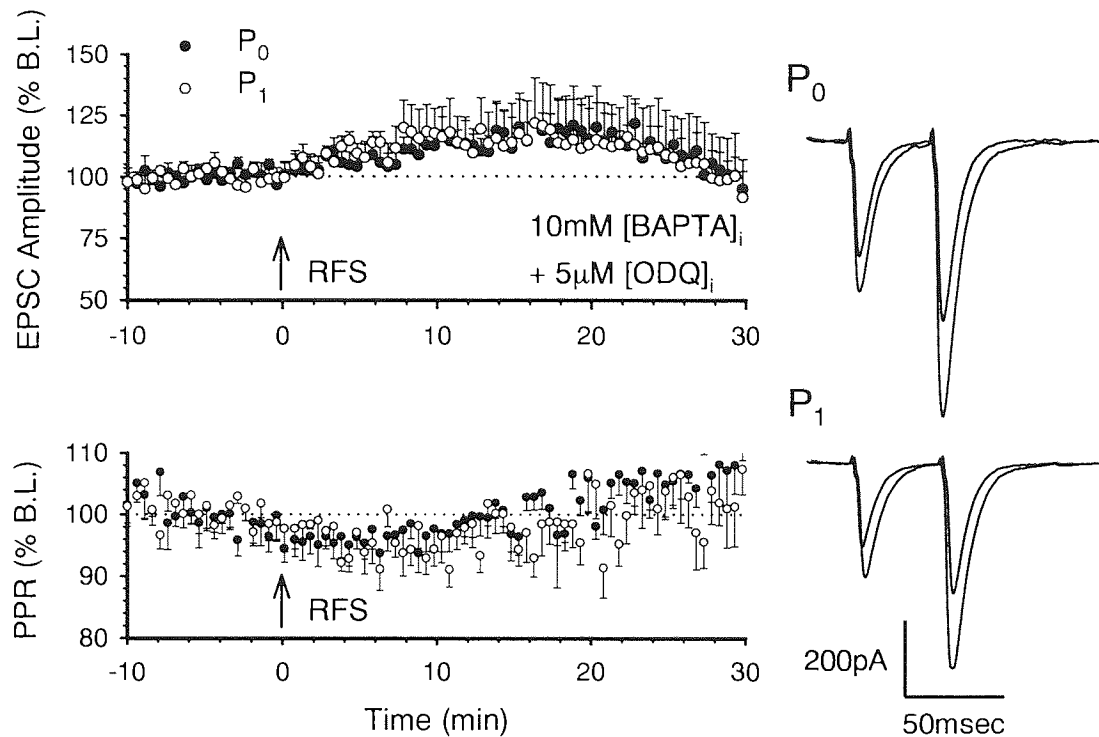 EPSC Amplitude (% B.L.)
150
125
100
75
50
P0
P1
10mM [BAPTA]i
+ 5μM [ODQ]i
RFS
-10
0
10
20
30
PPR (% B.L.)
110
100
90
80
RFS
-10
0
10
20
30
Time (min)
P0
P1
200pA
50msec